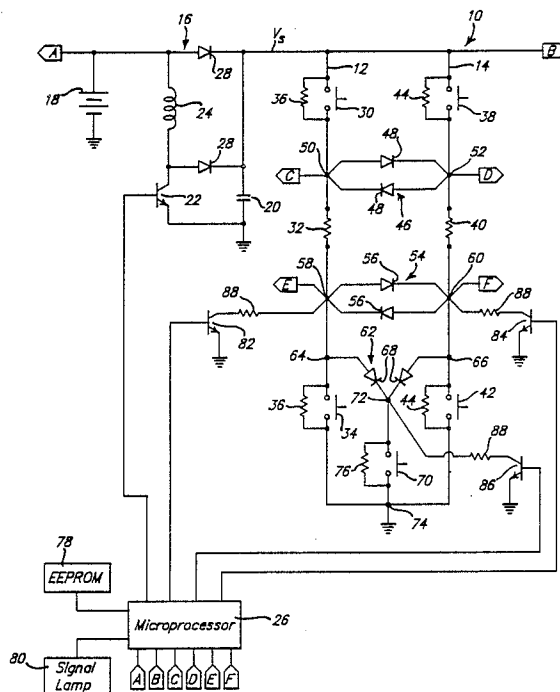 A 16 Vs 10 B
12 14
18 28
24 36 30 44 38
28 48
50 52
C D
22 20 48 46
32 40
56 54
E 58 60 F
88 56 88
82 62 84
64 68 66
36 72 44 42
34 88
76 70 86
74
78
EEPROM
26
Microprocessor
80 Signal
Lamp
A B C D E F